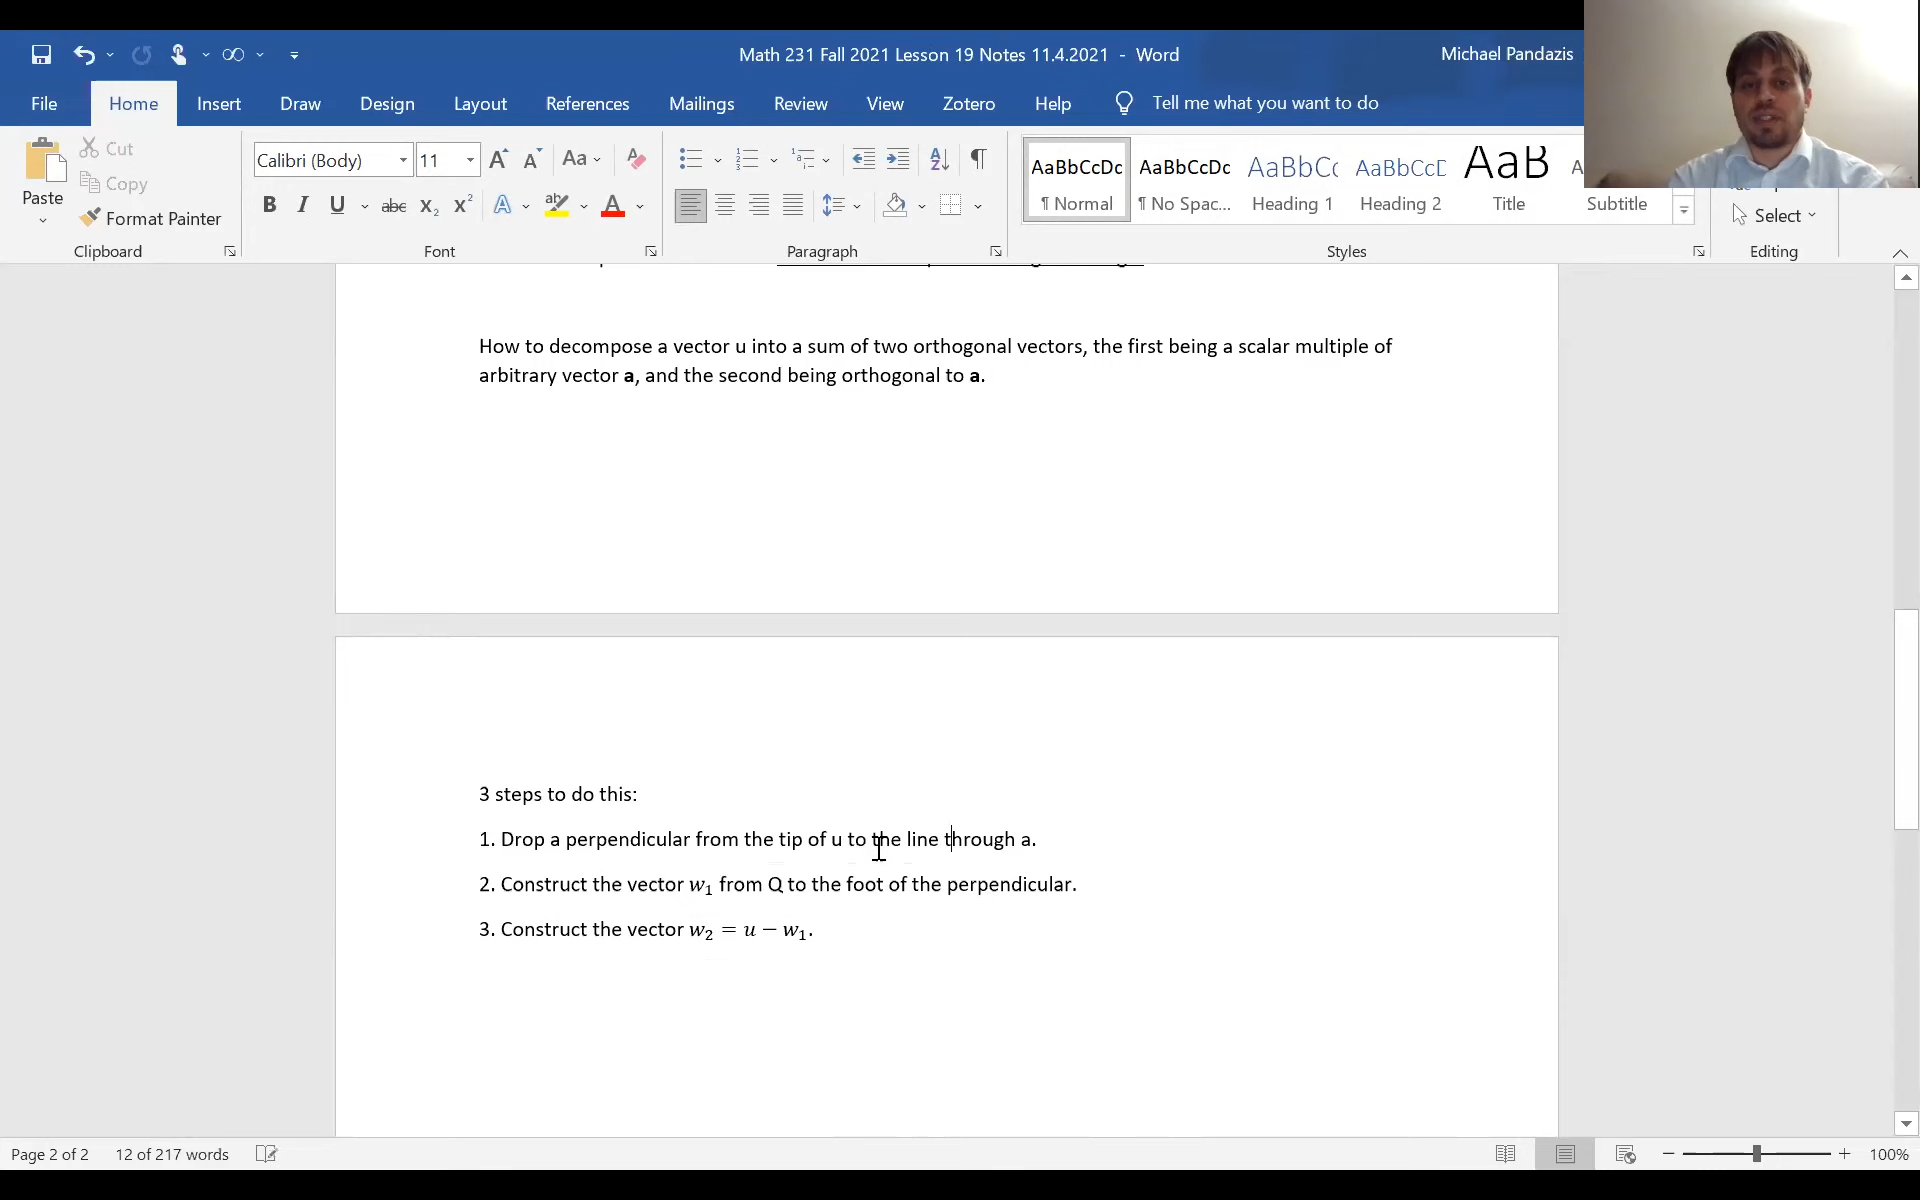 Math 231 Fall 2021 Lesson 19 Notes 11.4.2021 - Word
Michael Pandazis
File Home Insert Draw Design Layout References Mailings Review View Zotero Help Tell me what you want to do
Paste
Cut
Copy
Format Painter
Clipboard
Calibri (Body) 11
Font
Paragraph
AaBbCcDc AaBbCcDc AaBbCc AaBbCcD AaB
¶ Normal ¶ No Spac... Heading 1 Heading 2 Title Subtitle
Styles
Select
Editing
How to decompose a vector u into a sum of two orthogonal vectors, the first being a scalar multiple of
arbitrary vector a, and the second being orthogonal to a.
3 steps to do this:
1. Drop a perpendicular from the tip of u to the line through a.
2. Construct the vector w₁ from Q to the foot of the perpendicular.
3. Construct the vector w₂ = u − w₁.
Page 2 of 2 12 of 217 words
100%